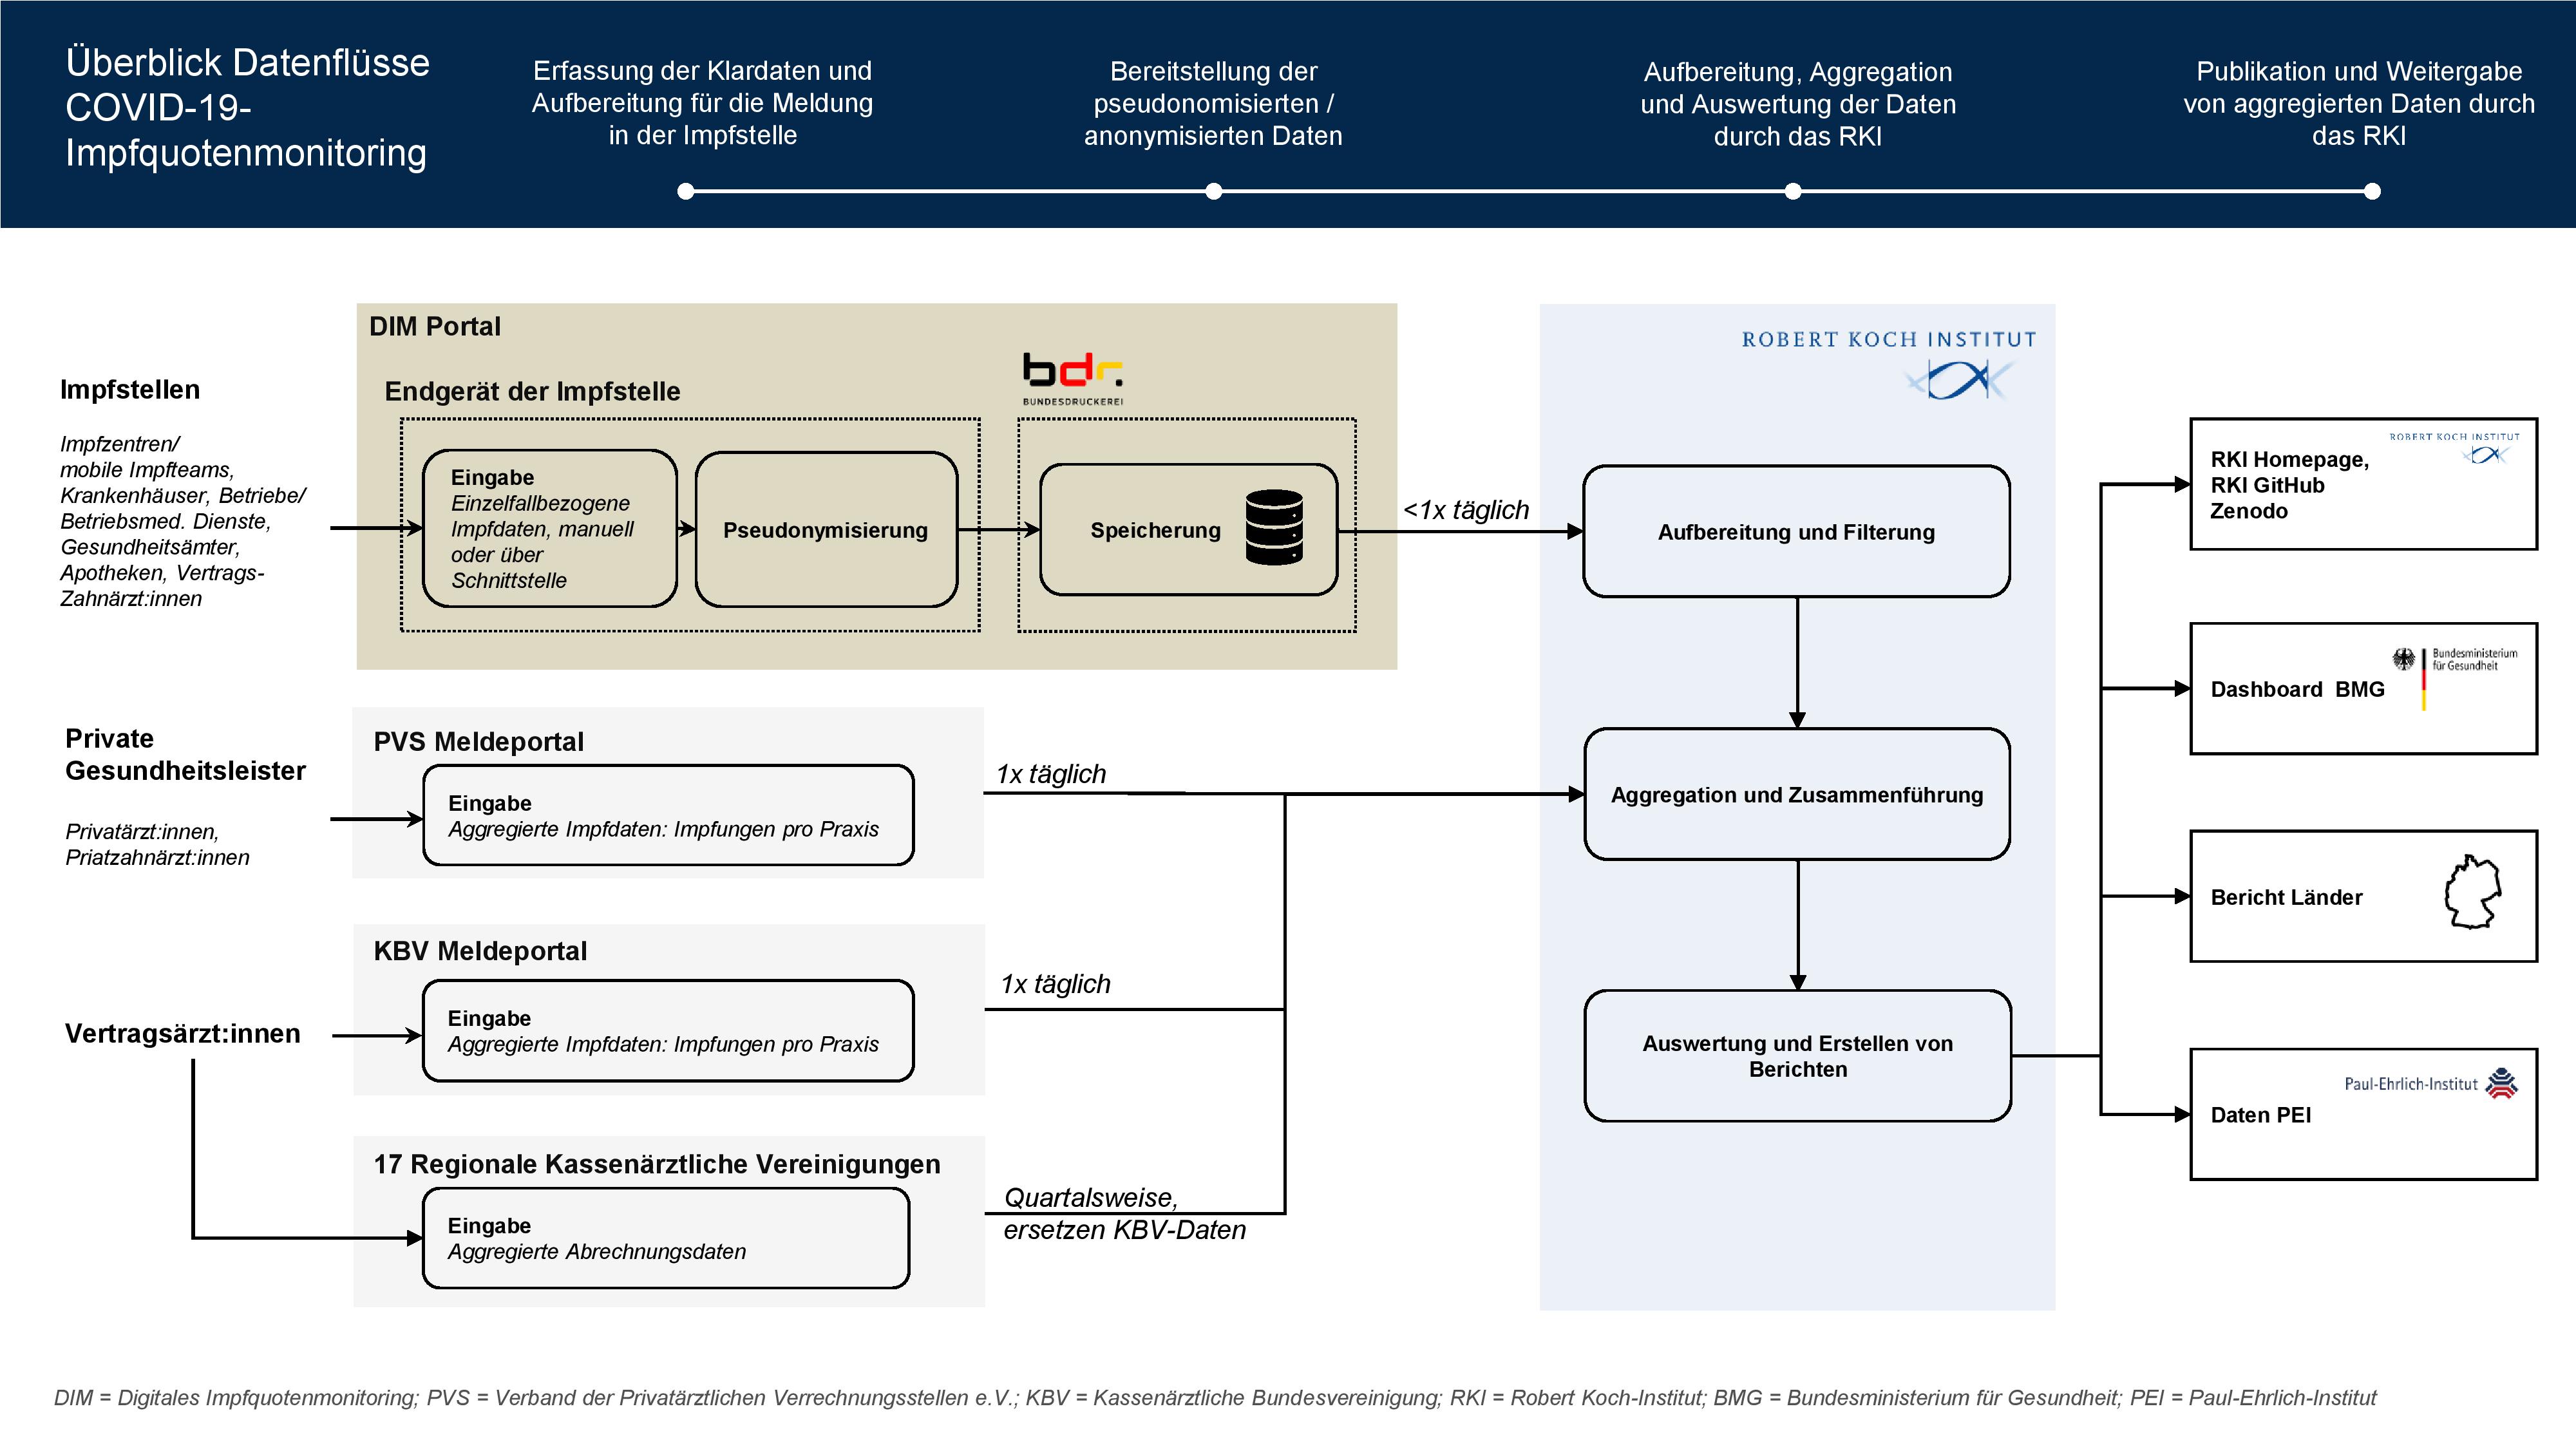 Überblick Datenflüsse
COVID-19-
Impfquotenmonitoring
Erfassung der Klardaten und
Aufbereitung für die Meldung
in der Impfstelle
Bereitstellung der
pseudonomisierten /
anonymisierten Daten
Aufbereitung, Aggregation
und Auswertung der Daten
durch das RKI
Publikation und Weitergabe
von aggregierten Daten durch
das RKI
Impfstellen
Impfzentren/
mobile Impfteams,
Krankenhäuser, Betriebe/
Betriebsmed. Dienste,
Gesundheitsämter,
Apotheken, Vertrags-
Zahnärzt:innen
DIM Portal
Endgerät der Impfstelle
Eingabe
Einzelfallbezogene
Impfdaten, manuell
oder über
Schnittstelle
Pseudonymisierung
bdr.
BUNDESDRUCKEREI
Speicherung
<1x täglich
Private
Gesundheitsleister
Privatärzt:innen,
Priatzahnärzt:innen
PVS Meldeportal
Eingabe
Aggregierte Impfdaten: Impfungen pro Praxis
1x täglich
Vertragsärzt:innen
KBV Meldeportal
Eingabe
Aggregierte Impfdaten: Impfungen pro Praxis
1x täglich
17 Regionale Kassenärztliche Vereinigungen
Eingabe
Aggregierte Abrechnungsdaten
Quartalsweise,
ersetzen KBV-Daten
ROBERT KOCH INSTITUT
Aufbereitung und Filterung
Aggregation und Zusammenführung
Auswertung und Erstellen von
Berichten
ROBERT KOCH INSTITUT
RKI Homepage,
RKI GitHub
Zenodo
Bundesministerium
für Gesundheit
Dashboard BMG
Bericht Länder
Paul-Ehrlich-Institut
Daten PEI
DIM = Digitales Impfquotenmonitoring; PVS = Verband der Privatärztlichen Verrechnungsstellen e.V.; KBV = Kassenärztliche Bundesvereinigung; RKI = Robert Koch-Institut; BMG = Bundesministerium für Gesundheit; PEI = Paul-Ehrlich-Institut